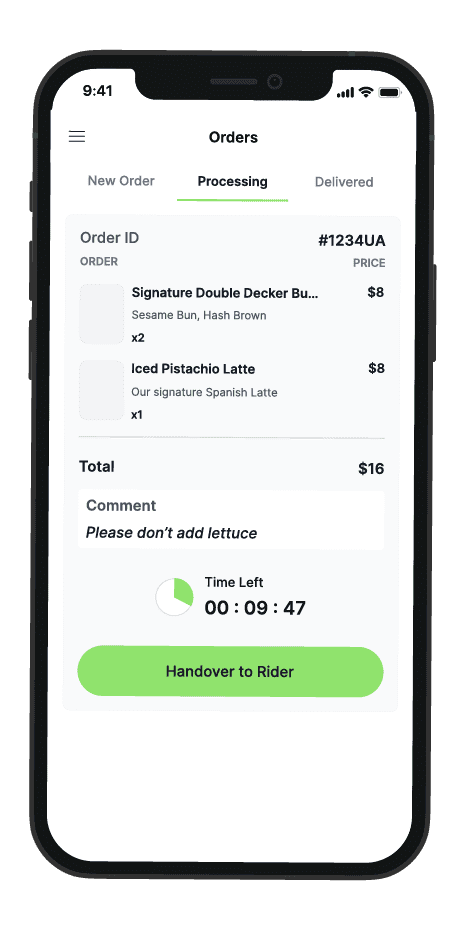 9:41
Orders
New Order Processing Delivered
Order ID #1234UA
ORDER PRICE
Signature Double Decker Bu... $8
Sesame Bun, Hash Brown
x2
Iced Pistachio Latte $8
Our signature Spanish Latte
x1
Total $16
Comment
Please don't add lettuce
Time Left
00 : 09 : 47
Handover to Rider